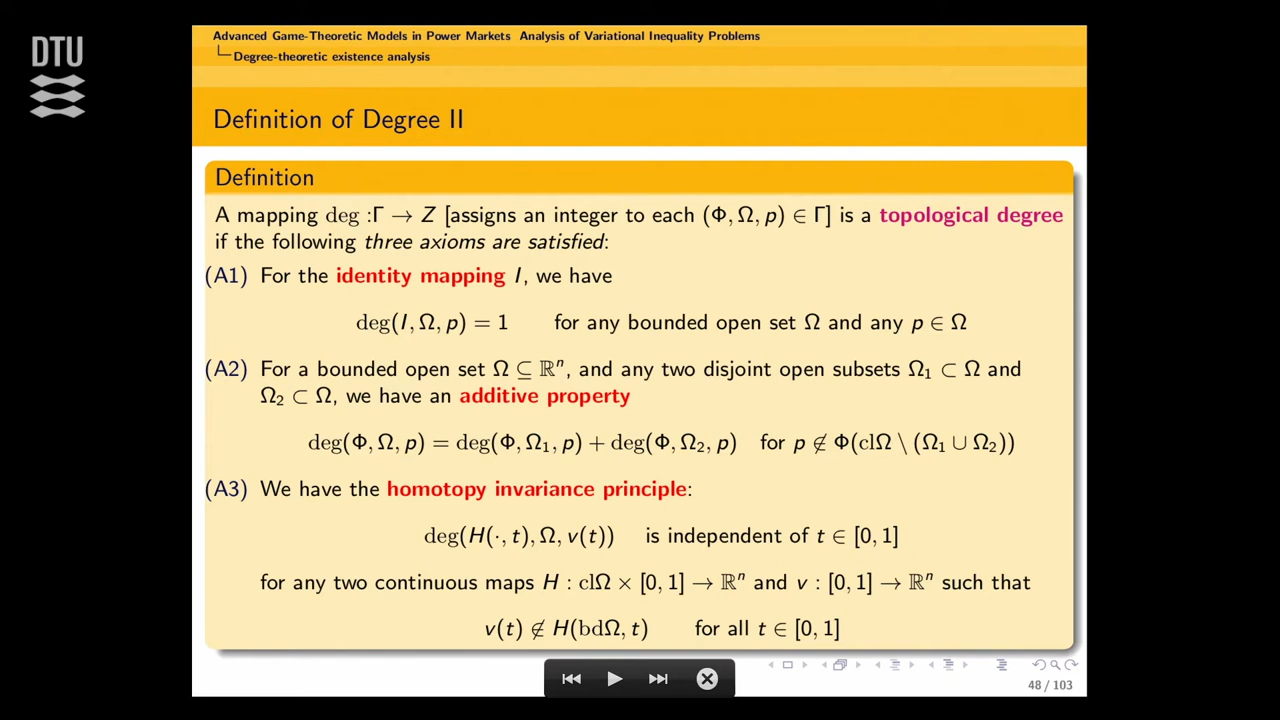 DTU
Advanced Game-Theoretic Models in Power Markets Analysis of Variational Inequality Problems
Degree-theoretic existence analysis
Definition of Degree II
Definition
A mapping deg :Γ → Z [assigns an integer to each (Φ, Ω, p) ∈ Γ] is a topological degree
if the following three axioms are satisfied:
(A1) For the identity mapping I, we have
deg(I, Ω, p) = 1 for any bounded open set Ω and any p ∈ Ω
(A2) For a bounded open set Ω ⊆ ℝⁿ, and any two disjoint open subsets Ω₁ ⊂ Ω and
Ω₂ ⊂ Ω, we have an additive property
deg(Φ, Ω, p) = deg(Φ, Ω₁, p) + deg(Φ, Ω₂, p) for p ∉ Φ(clΩ \ (Ω₁ ∪ Ω₂))
(A3) We have the homotopy invariance principle:
deg(H(·, t), Ω, v(t)) is independent of t ∈ [0, 1]
for any two continuous maps H : clΩ × [0, 1] → ℝⁿ and v : [0, 1] → ℝⁿ such that
v(t) ∉ H(bdΩ, t) for all t ∈ [0, 1]
48 / 103